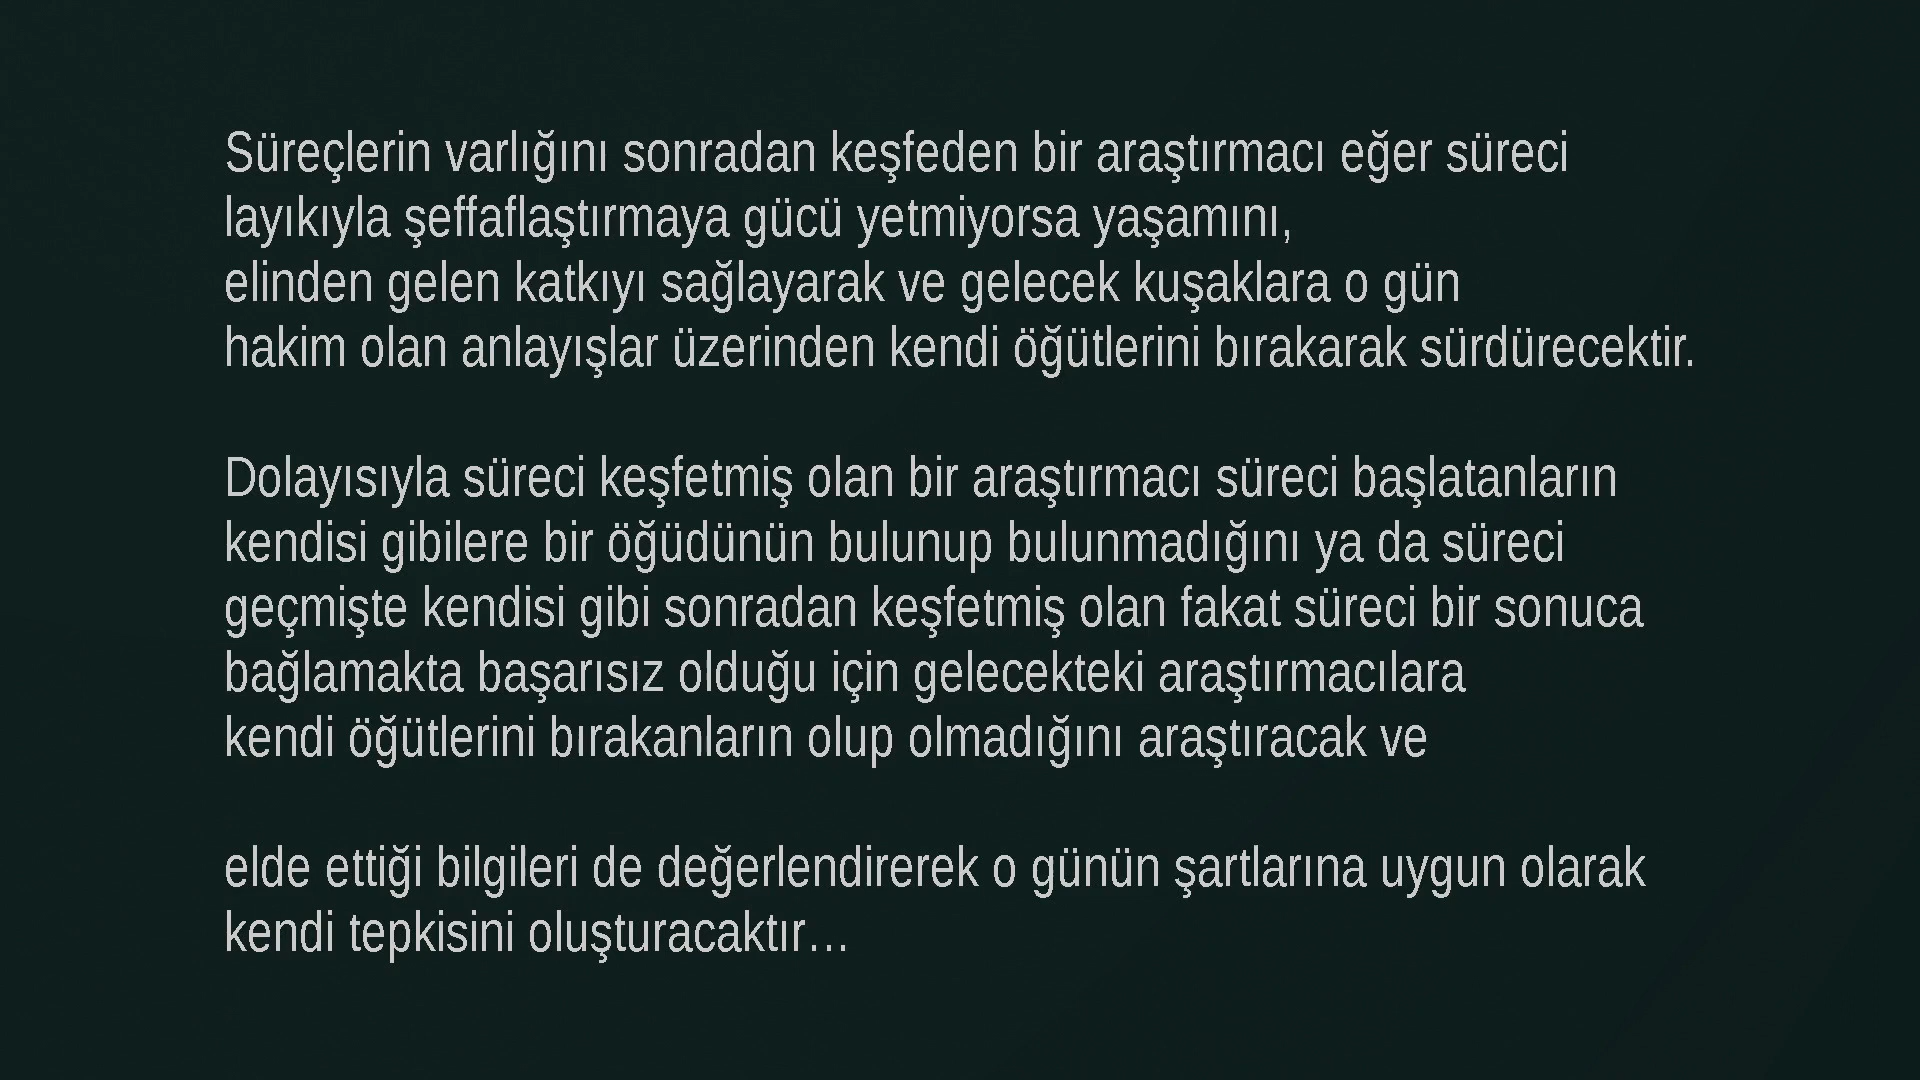 Süreçlerin varlığını sonradan keşfeden bir araştırmacı eğer süreci
layıkıyla şeffaflaştırmaya gücü yetmiyorsa yaşamını,
elinden gelen katkıyı sağlayarak ve gelecek kuşaklara o gün
hakim olan anlayışlar üzerinden kendi öğütlerini bırakarak sürdürecektir.
Dolayısıyla süreci keşfetmiş olan bir araştırmacı süreci başlatanların
kendisi gibilere bir öğüdünün bulunup bulunmadığını ya da süreci
geçmişte kendisi gibi sonradan keşfetmiş olan fakat süreci bir sonuca
bağlamakta başarısız olduğu için gelecekteki araştırmacılara
kendi öğütlerini bırakanların olup olmadığını araştıracak ve
elde ettiği bilgileri de değerlendirerek o günün şartlarına uygun olarak
kendi tepkisini oluşturacaktır…